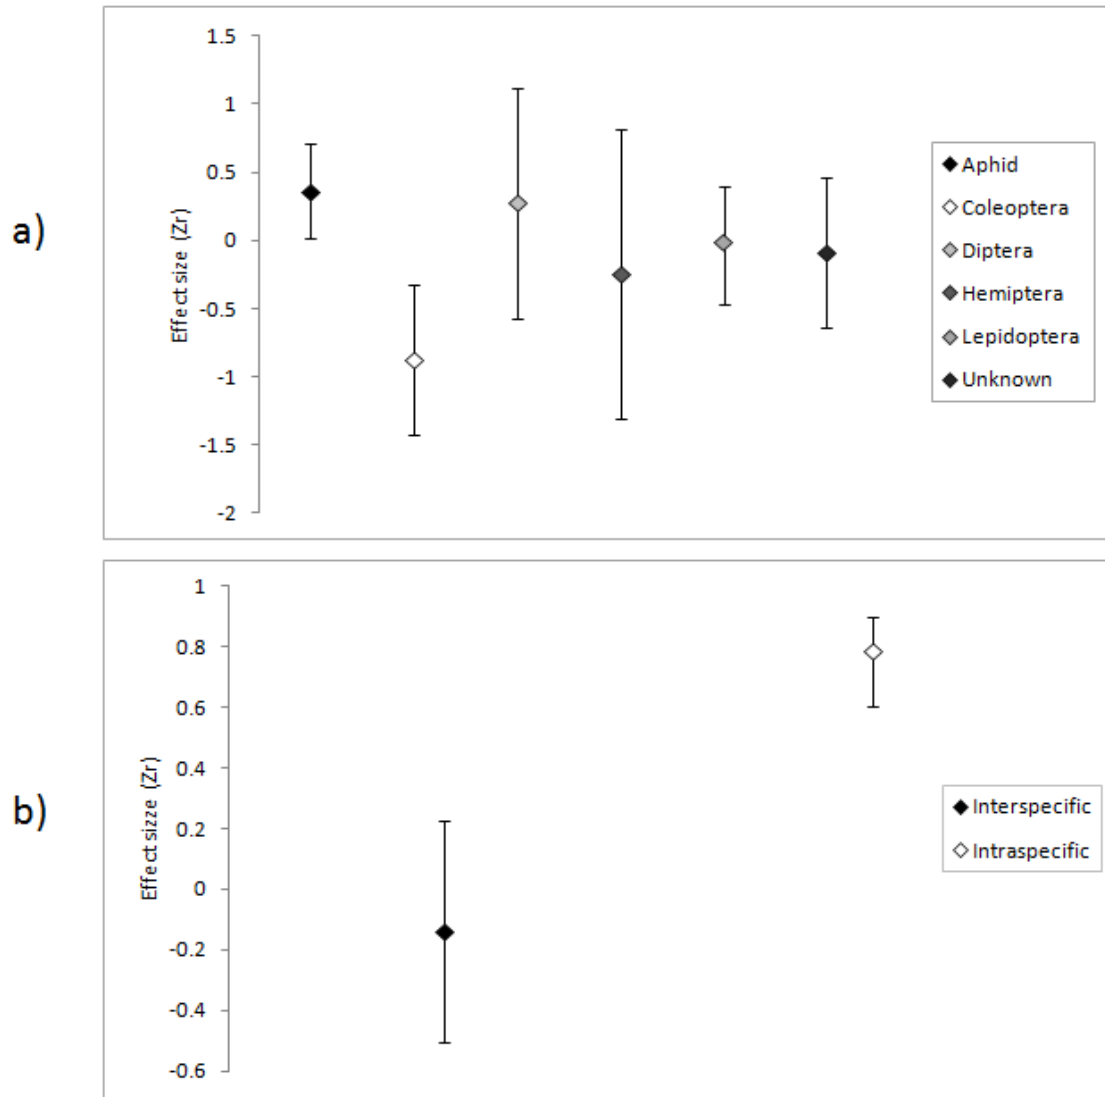 a)
Effect size (Zr)
1.5
1
0.5
0
-0.5
-1
-1.5
-2
Aphid
Coleoptera
Diptera
Hemiptera
Lepidoptera
Unknown
b)
Effect sizze (Zr)
1
0.8
0.6
0.4
0.2
0
-0.2
-0.4
-0.6
Interspecific
Intraspecific